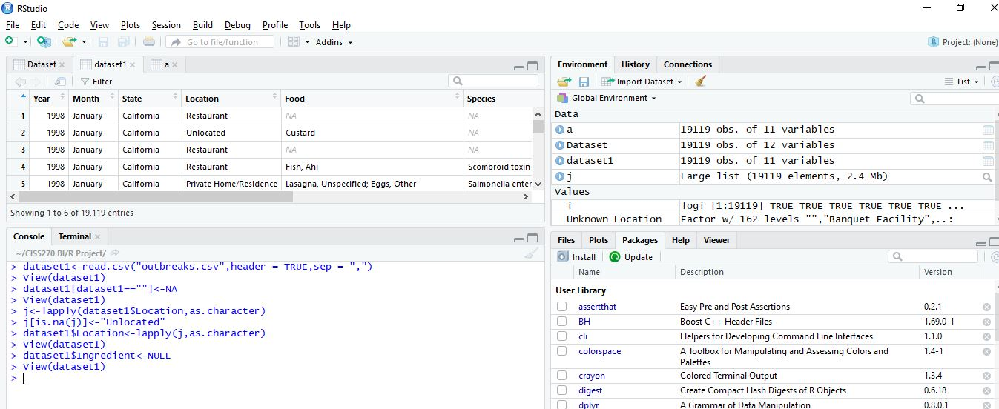 RStudio
File Edit Code View Plots Session Build Debug Profile Tools Help
Go to file/function Addins Project: (None)
Dataset dataset1 a
Filter
Year Month State Location Food Species
1 1998 January California Restaurant NA NA
2 1998 January California Unlocated Custard NA
3 1998 January California Restaurant NA NA
4 1998 January California Restaurant Fish, Ahi Scombroid toxin
5 1998 January California Private Home/Residence Lasagna, Unspecified; Eggs, Other Salmonella enter
Showing 1 to 6 of 19,119 entries
Console Terminal
~/CIS5270 BI/R Project/
> dataset1<-read.csv("outbreaks.csv",header = TRUE,sep = ",")
> View(dataset1)
> dataset1[dataset1==""]<-NA
> View(dataset1)
> j<-lapply(dataset1$Location,as.character)
> j[is.na(j)]<-"Unlocated"
> dataset1$Location<-lapply(j,as.character)
> View(dataset1)
> dataset1$Ingredient<-NULL
> View(dataset1)
>
Environment History Connections
Import Dataset List
Global Environment
Data
a 19119 obs. of 11 variables
Dataset 19119 obs. of 12 variables
dataset1 19119 obs. of 11 variables
j Large list (19119 elements, 2.4 Mb)
Values
i logi [1:19119] TRUE TRUE TRUE TRUE TRUE TRUE ...
Unknown Location Factor w/ 162 levels "","Banquet Facility",..:
Files Plots Packages Help Viewer
Install Update
Name Description Version
User Library
assertthat Easy Pre and Post Assertions 0.2.1
BH Boost C++ Header Files 1.69.0-1
cli Helpers for Developing Command Line Interfaces 1.1.0
colorspace A Toolbox for Manipulating and Assessing Colors and 1.4-1
Palettes
crayon Colored Terminal Output 1.3.4
digest Create Compact Hash Digests of R Objects 0.6.18
dplyr A Grammar of Data Manipulation 0.8.0.1